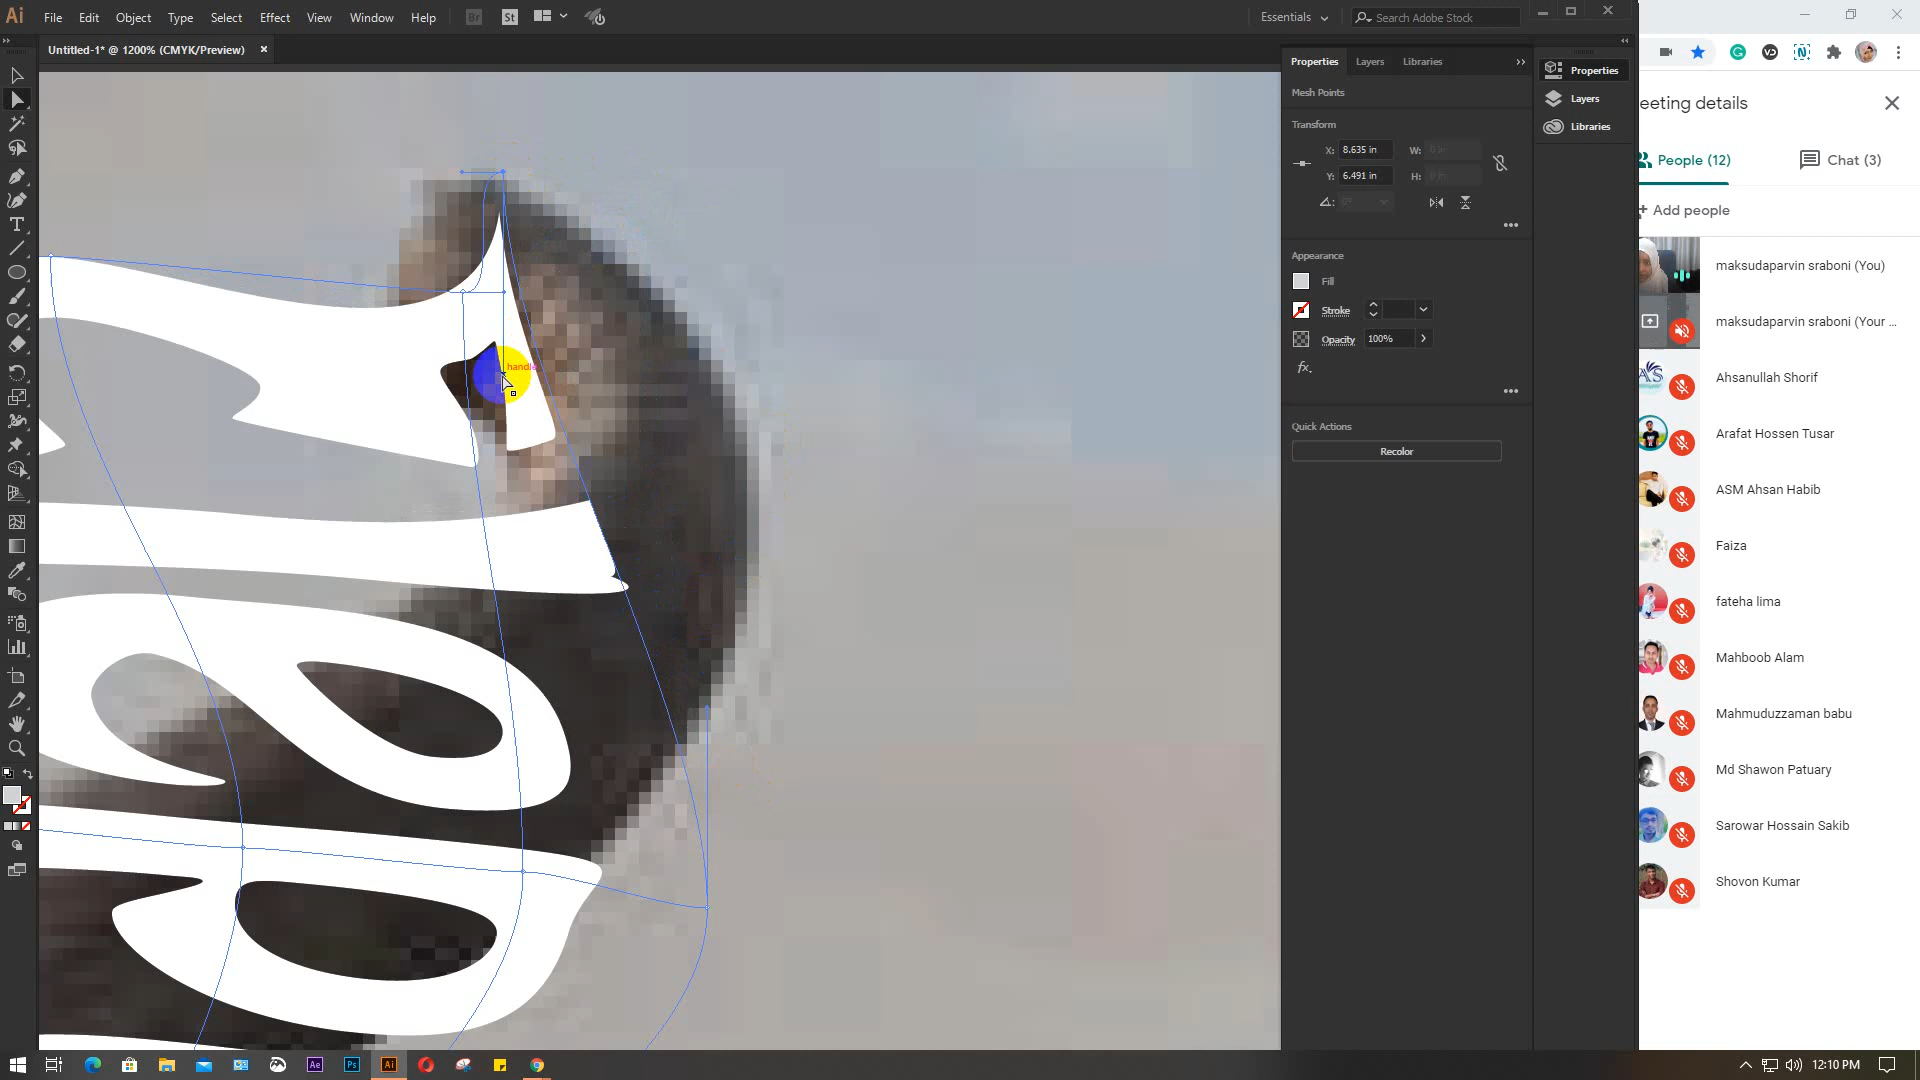 Ai File Edit Object Type Select Effect View Window Help Br St Essentials Search Adobe Stock
Untitled-1* @ 1200% (CMYK/Preview) ×
Properties Layers Libraries
Mesh Points
Transform
X: 8.635 in W: 0 in
Y: 6.491 in H: 0 in
Appearance
Fill
Stroke
Opacity 100%
fx.
Quick Actions
Recolor
Properties
Layers
Libraries
handle
eeting details
People (12) Chat (3)
Add people
maksudaparvin sraboni (You)
maksudaparvin sraboni (Your ...
Ahsanullah Shorif
Arafat Hossen Tusar
ASM Ahsan Habib
Faiza
fateha lima
Mahboob Alam
Mahmuduzzaman babu
Md Shawon Patuary
Sarowar Hossain Sakib
Shovon Kumar
Ae Ps Ai 12:10 PM